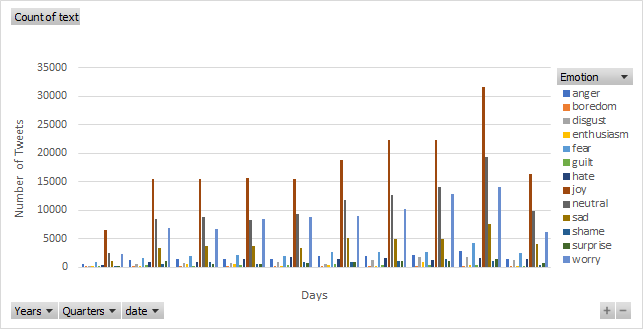 Count of text
35000
30000
25000
20000
15000
10000
5000
0
Number of Tweets
Days
Emotion
anger
boredom
disgust
enthusiasm
fear
guilt
hate
joy
neutral
sad
shame
surprise
worry
Years
Quarters
date
+ −